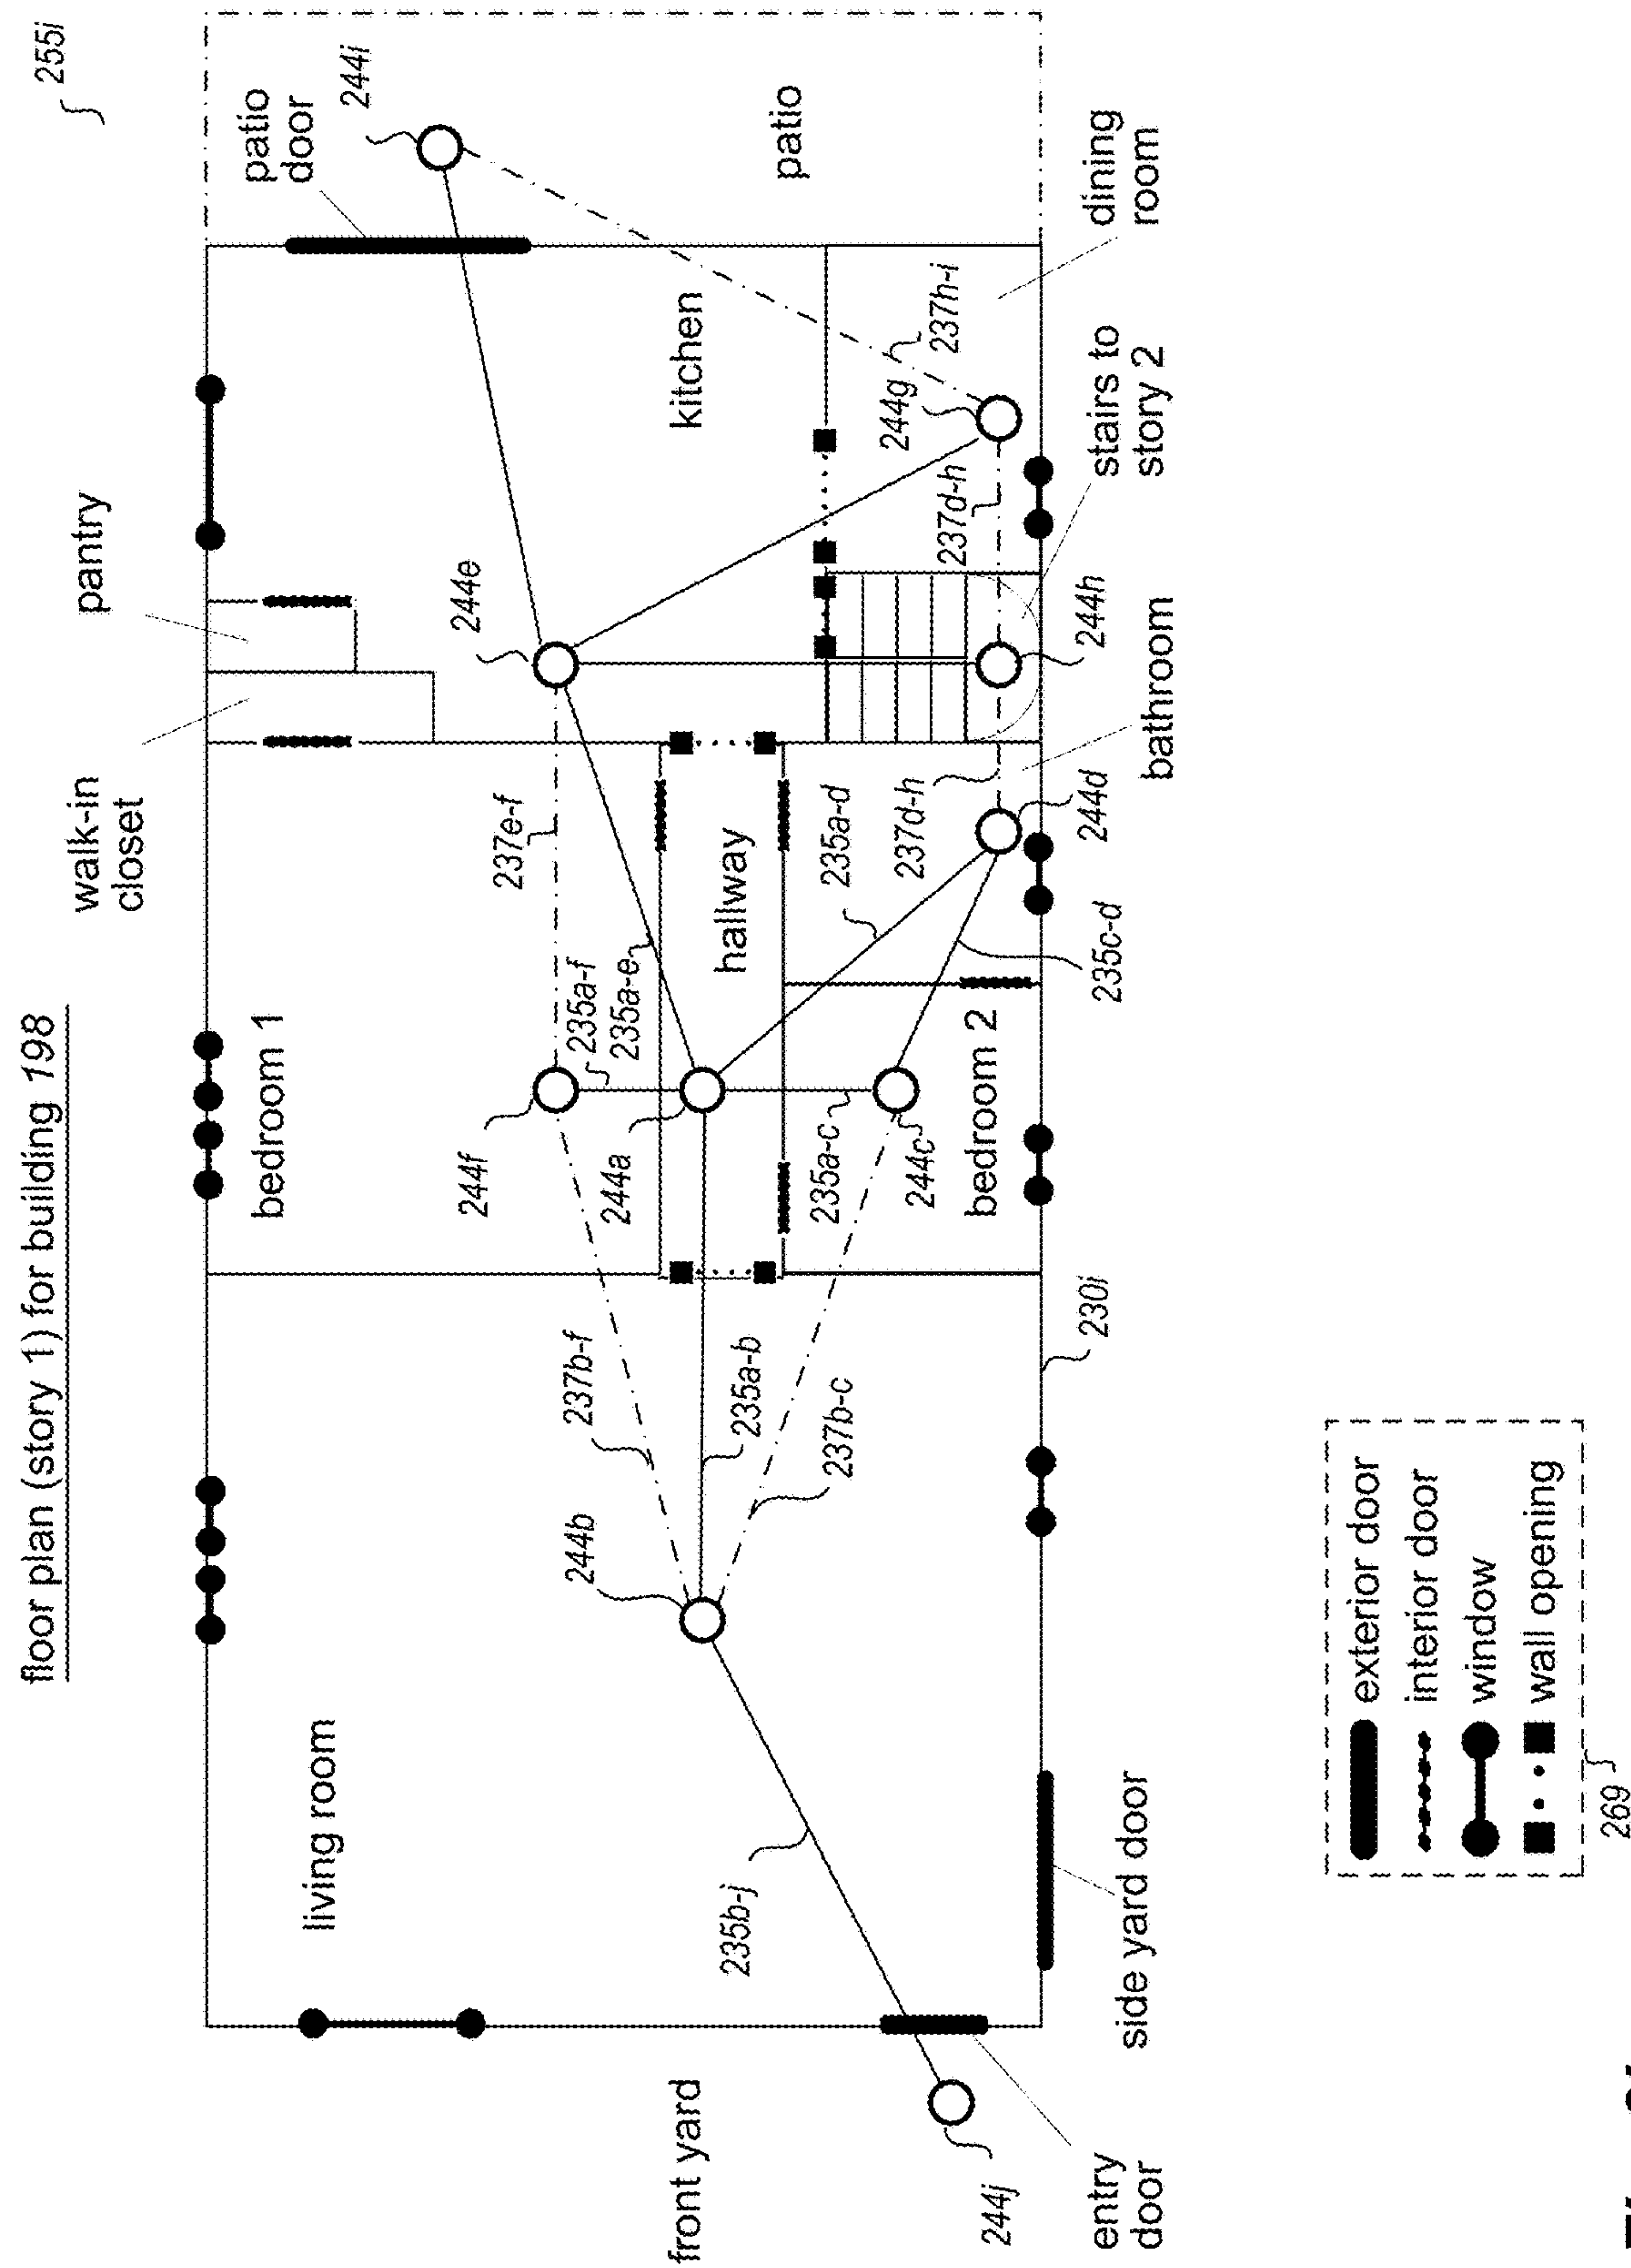 floor plan (story 1) for building 198
255i
walk-in
closet
pantry
patio
door
244i
living room
bedroom 1
244f
237e-f
244e
kitchen
patio
244b
237b-f
244a
235a-f
235a-e
hallway
235b-j
235a-b
237b-c
235a-c
244c
bedroom 2
235a-d
237d-h
237d-h
244g
237h-i
front yard
244j
entry
door
side yard door
230i
235c-d
244d
bathroom
244h
stairs to
story 2
dining
room
exterior door
interior door
window
wall opening
269